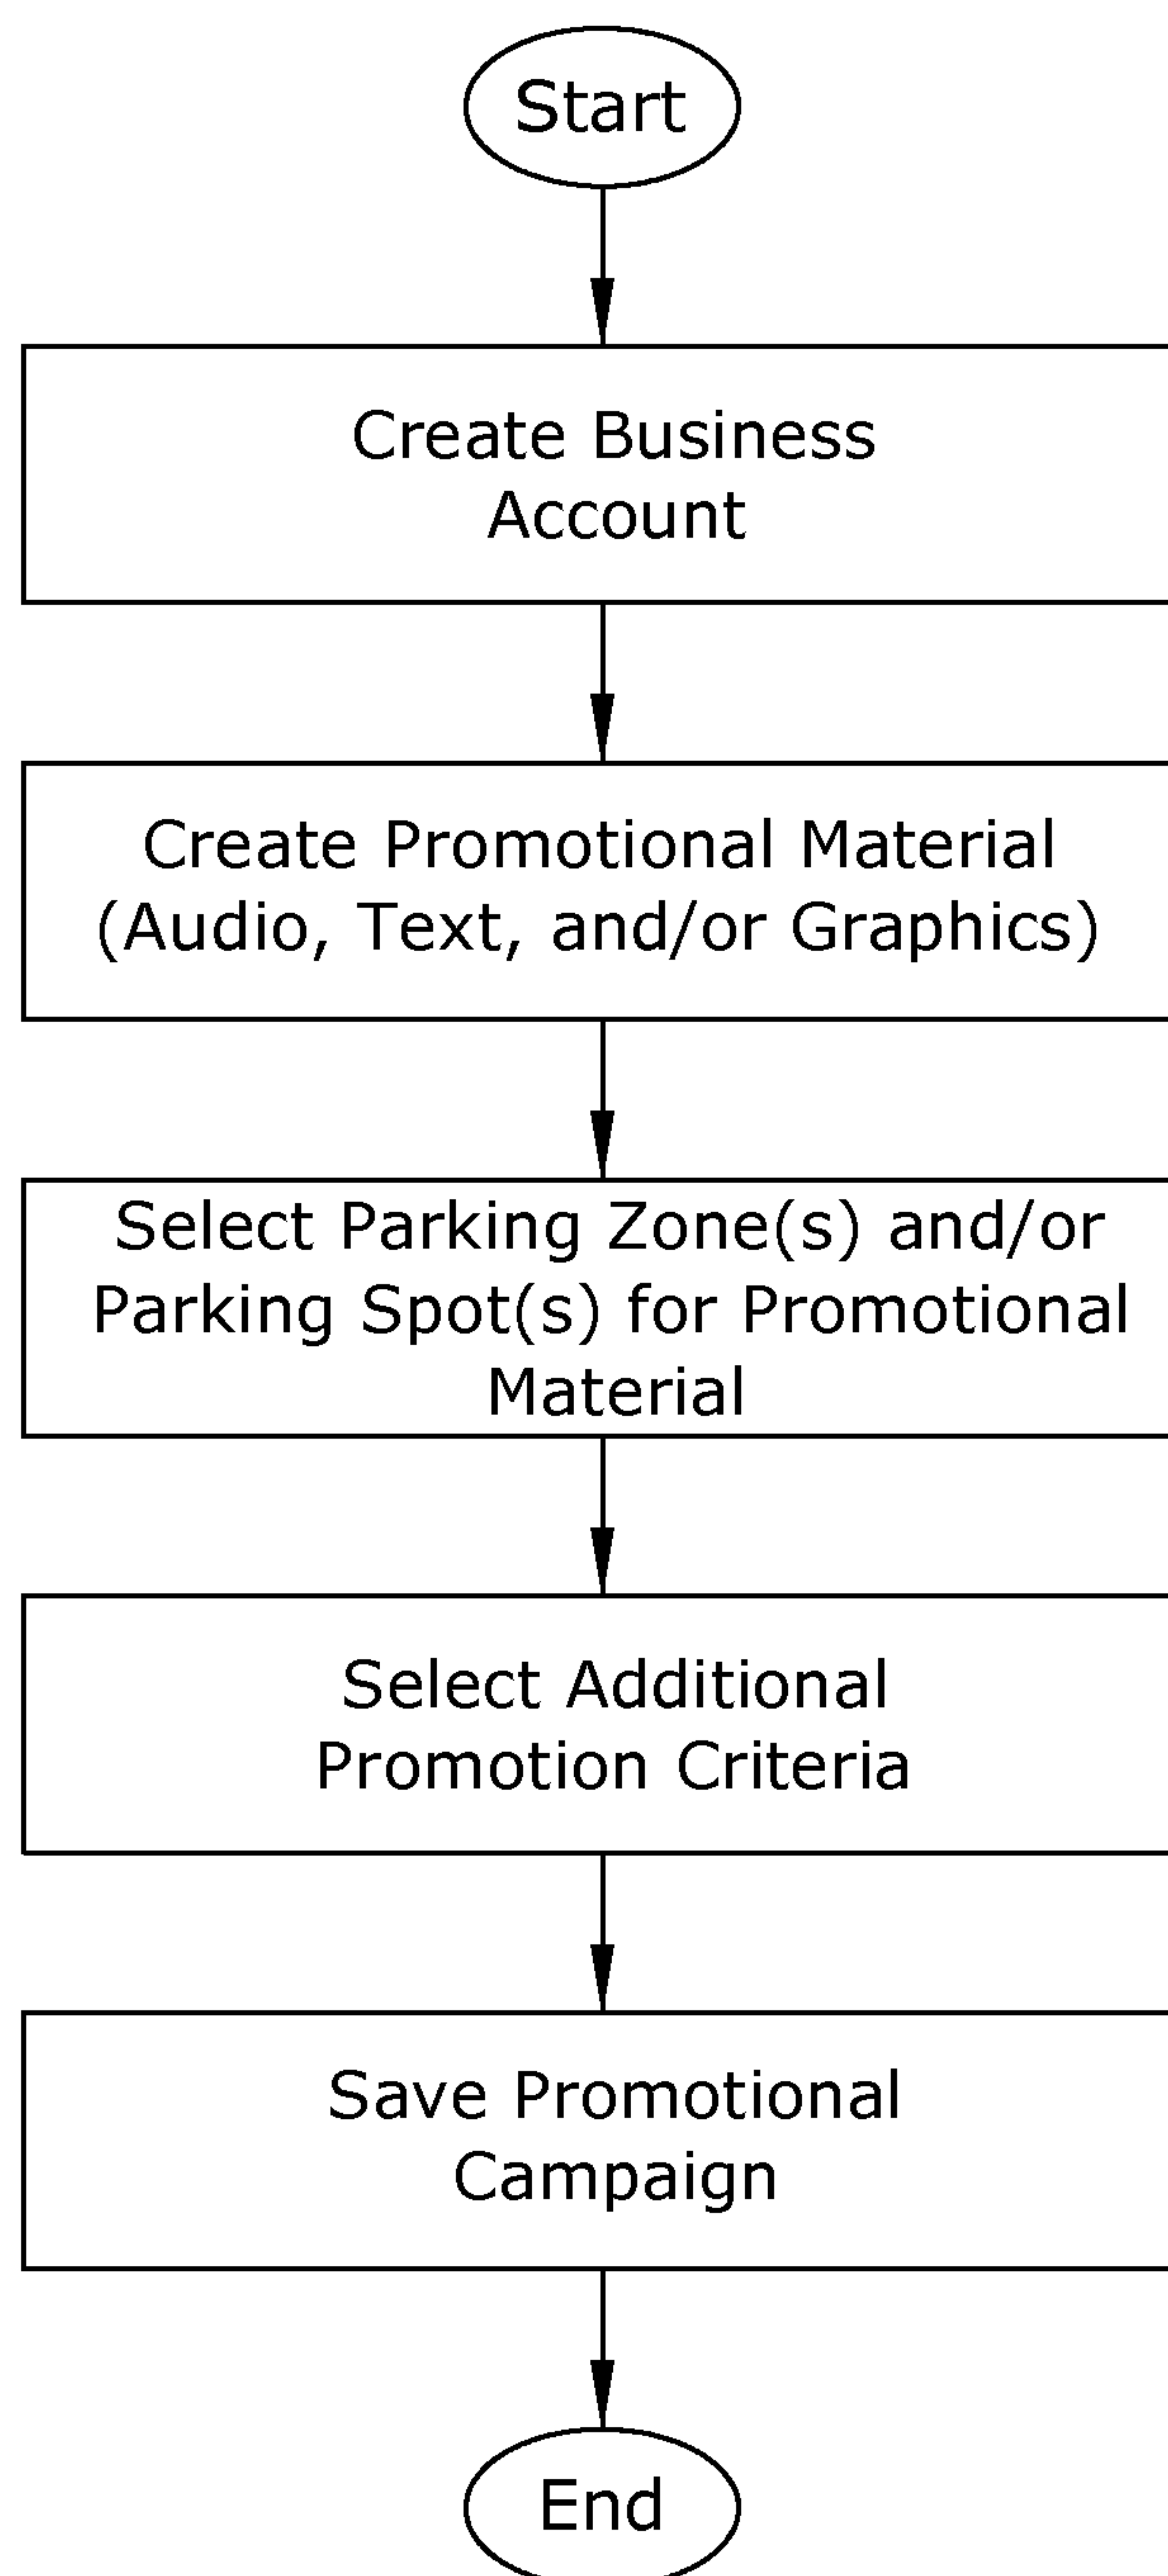 Start
Create Business
Account
Create Promotional Material
(Audio, Text, and/or Graphics)
Select Parking Zone(s) and/or
Parking Spot(s) for Promotional
Material
Select Additional
Promotion Criteria
Save Promotional
Campaign
End